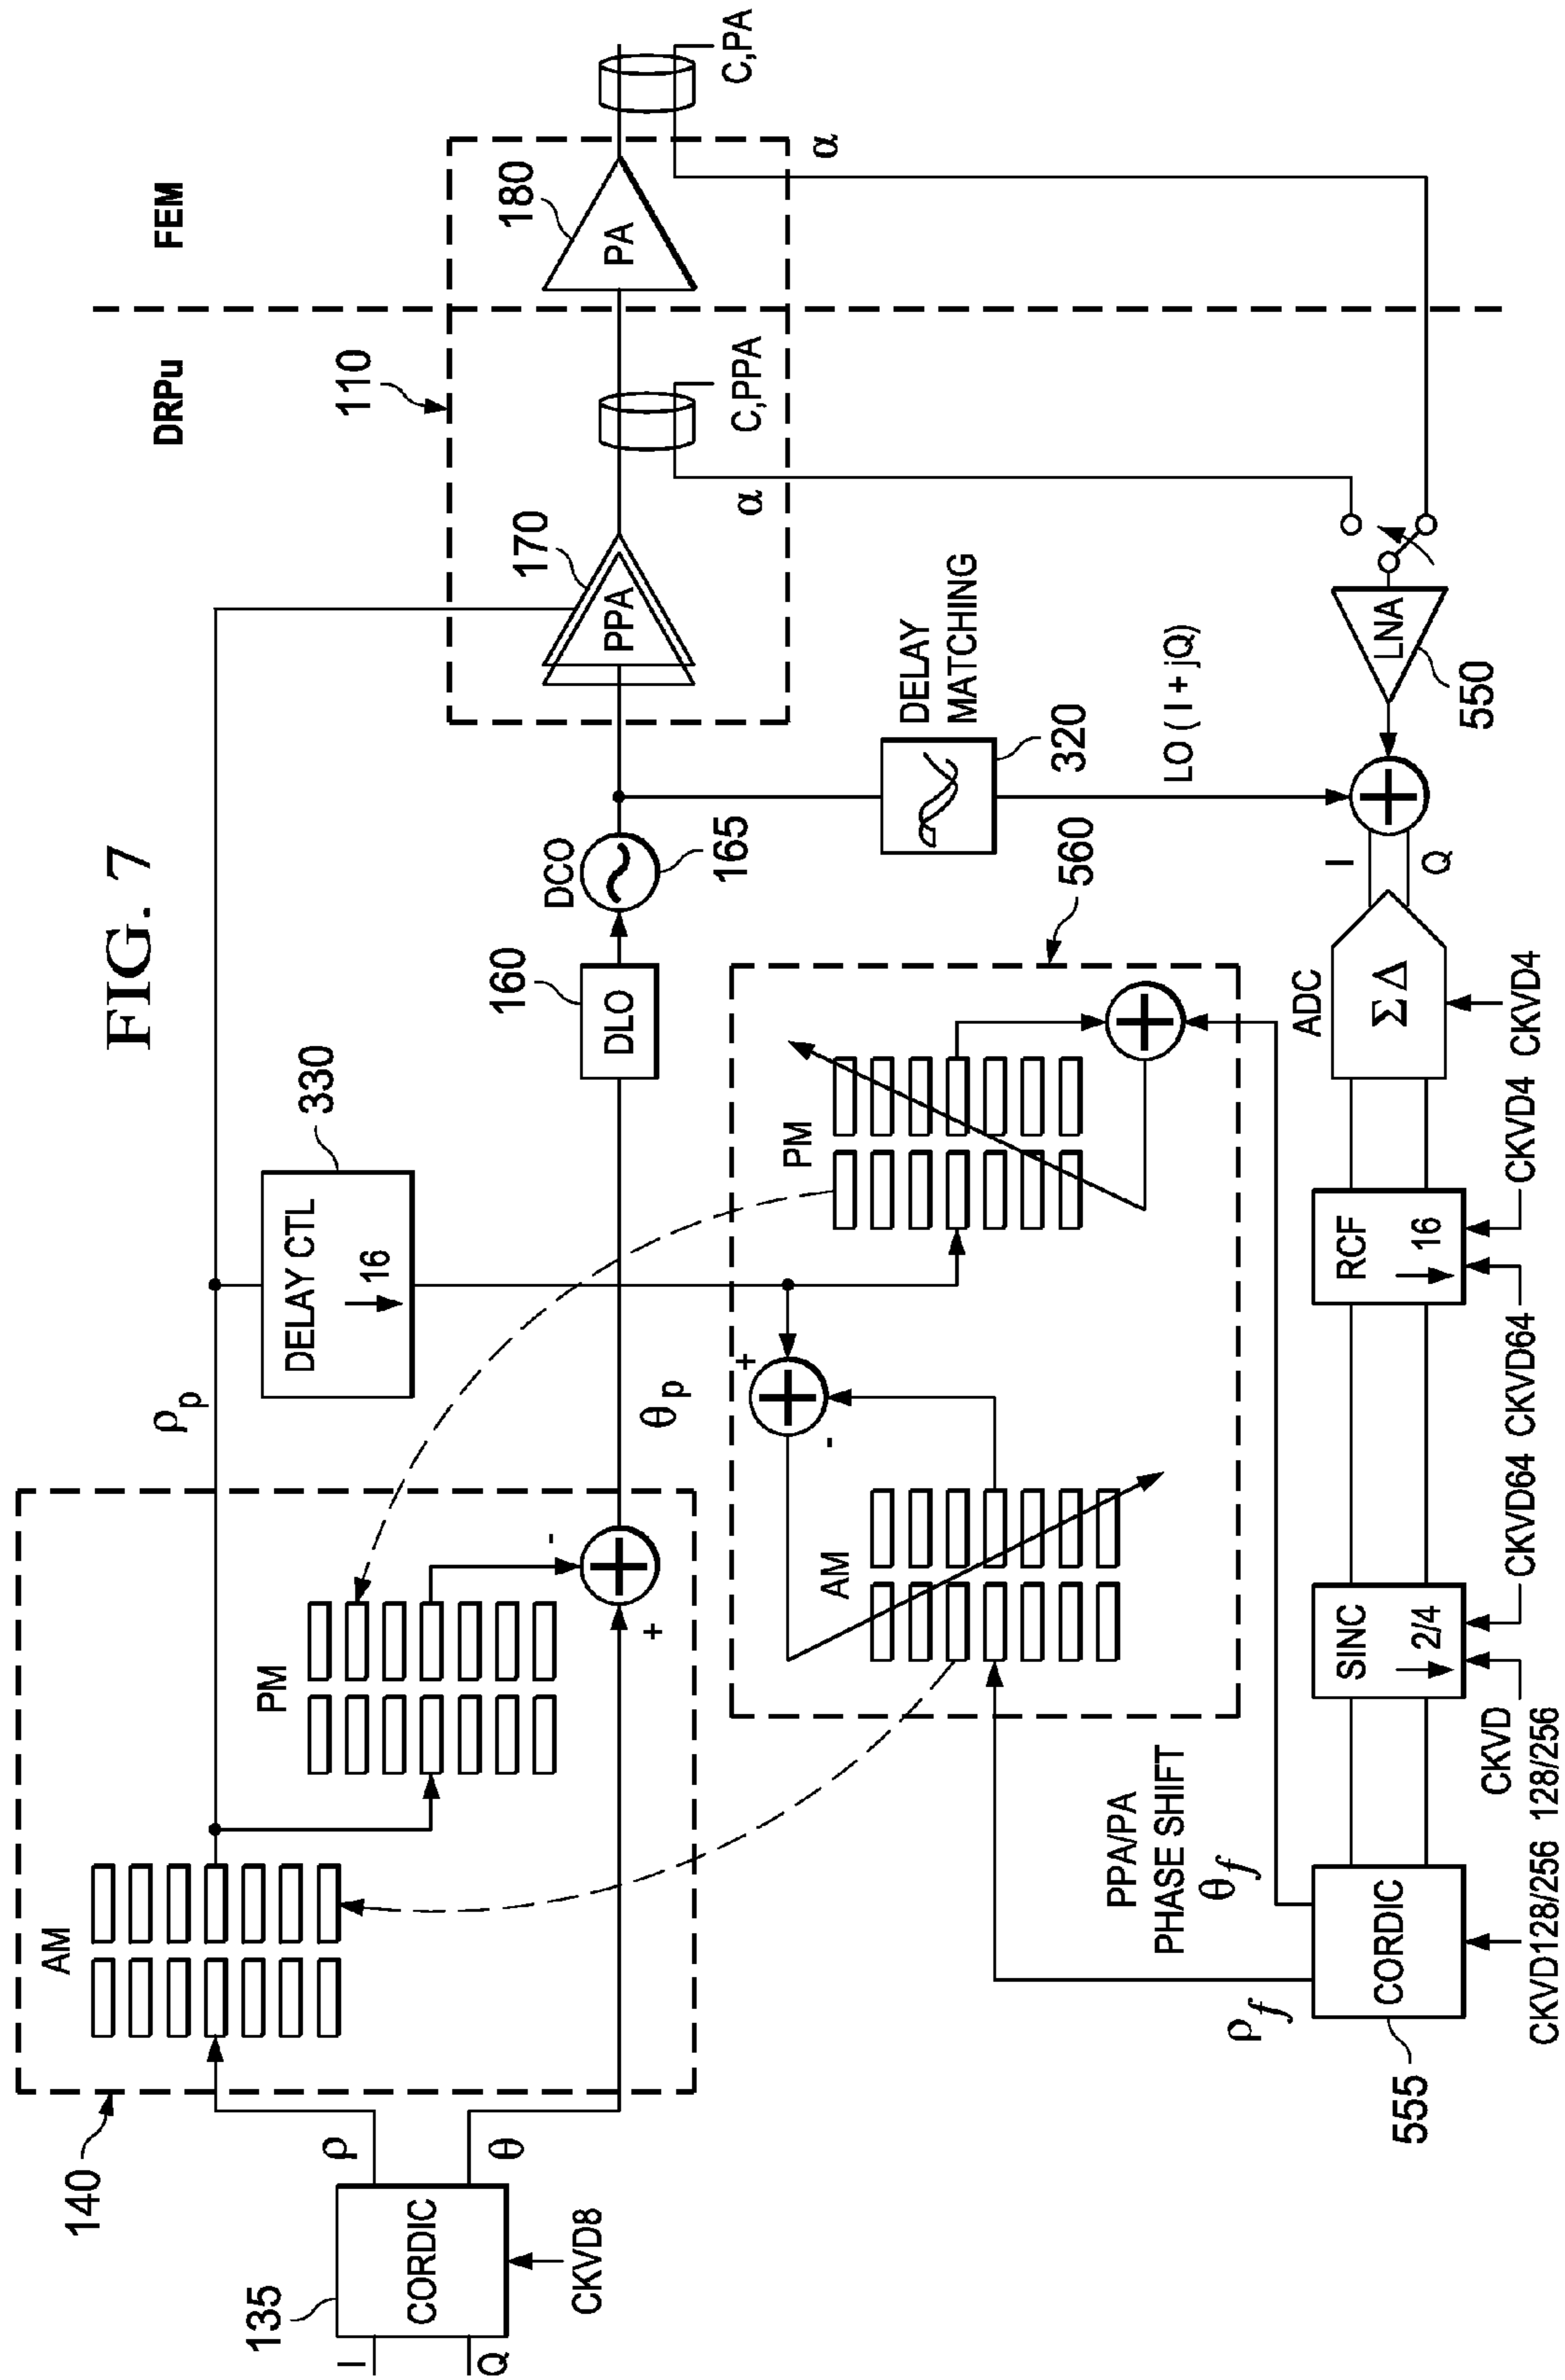 FIG. 7
DRPu
FEM
140
135
I
Q
CORDIC
CKVD8
ρ
θ
AM
PM
-
+
ρp
θp
330
DELAY CTL
↓ 16
160
DLO
DCO
165
110
170
PPA
α
C,PPA
180
PA
α
C,PA
DELAY
MATCHING
320
LO ( I + jQ)
560
AM
PM
+
-
PPA/PA
PHASE SHIFT
θf
ρf
555
CORDIC
CKVD128/256
SINC
↓ 2/4
CKVD
128/256
CKVD64
RCF
↓ 16
CKVD64
CKVD4
ADC
Σ Δ
CKVD4
I
Q
LNA
550